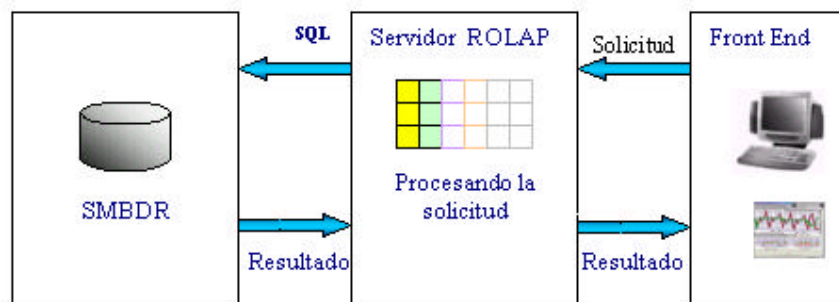 SQL
Servidor ROLAP
Solicitud
Front End
SMBDR
Procesando la
solicitud
Resultado
Resultado